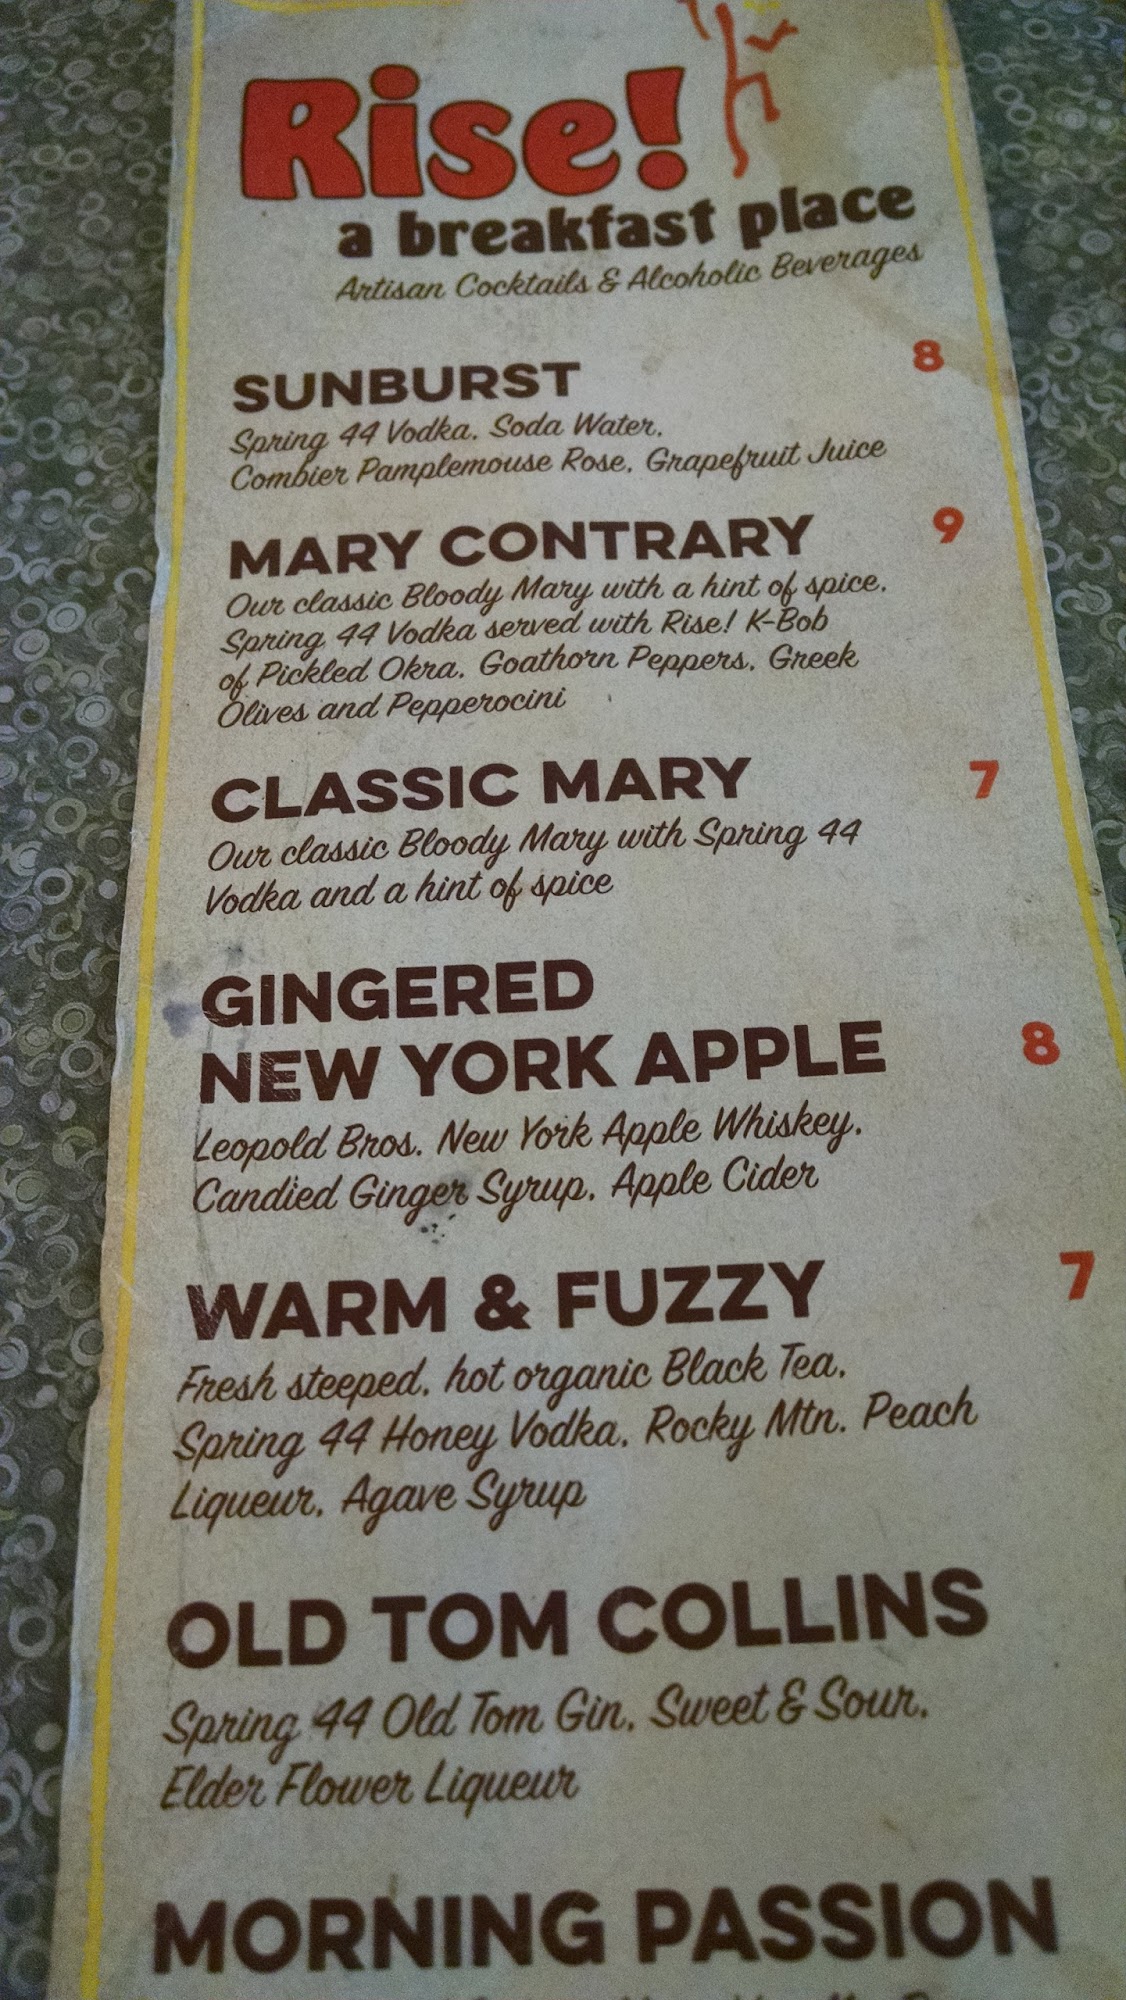 Rise!
a breakfast place
Artisan Cocktails & Alcoholic Beverages
SUNBURST 8
Spring 44 Vodka, Soda Water,
Combier Pamplemouse Rose, Grapefruit Juice
MARY CONTRARY 9
Our classic Bloody Mary with a hint of spice,
Spring 44 Vodka served with Rise! K-Bob
of Pickled Okra, Goathorn Peppers, Greek
Olives and Pepperocini
CLASSIC MARY 7
Our classic Bloody Mary with Spring 44
Vodka and a hint of spice
GINGERED
NEW YORK APPLE 8
Leopold Bros. New York Apple Whiskey,
Candied Ginger Syrup, Apple Cider
WARM & FUZZY 7
Fresh steeped, hot organic Black Tea,
Spring 44 Honey Vodka, Rocky Mtn. Peach
Liqueur, Agave Syrup
OLD TOM COLLINS
Spring 44 Old Tom Gin, Sweet & Sour,
Elder Flower Liqueur
MORNING PASSION